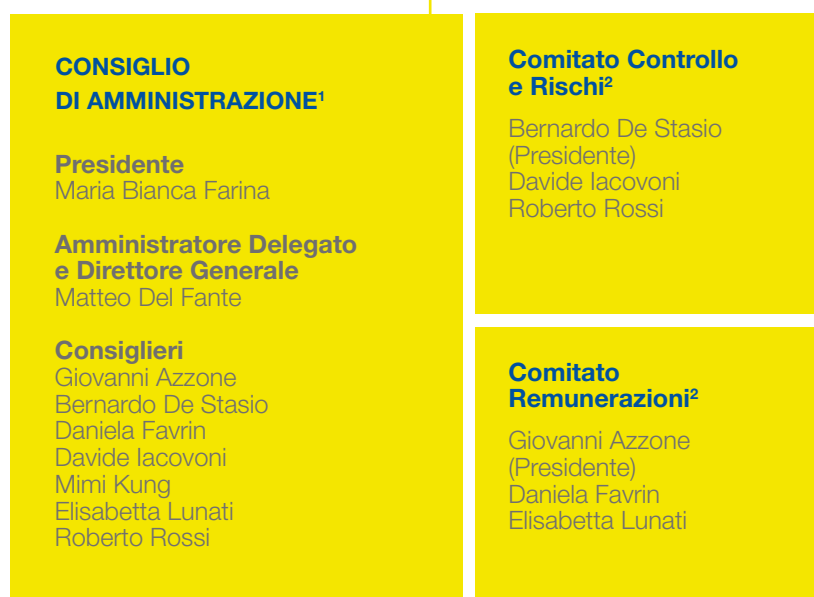 CONSIGLIO
DI AMMINISTRAZIONE¹
Presidente
Maria Bianca Farina
Amministratore Delegato
e Direttore Generale
Matteo Del Fante
Consiglieri
Giovanni Azzone
Bernardo De Stasio
Daniela Favrin
Davide Iacovoni
Mimi Kung
Elisabetta Lunati
Roberto Rossi
Comitato Controllo
e Rischi²
Bernardo De Stasio
(Presidente)
Davide Iacovoni
Roberto Rossi
Comitato
Remunerazioni²
Giovanni Azzone
(Presidente)
Daniela Favrin
Elisabetta Lunati